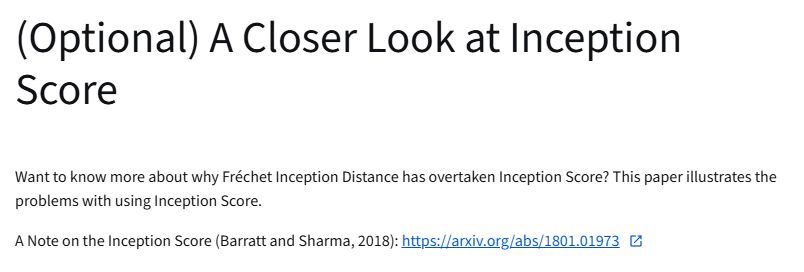 (Optional) A Closer Look at Inception
Score
Want to know more about why Fréchet Inception Distance has overtaken Inception Score? This paper illustrates the
problems with using Inception Score.
A Note on the Inception Score (Barratt and Sharma, 2018): https://arxiv.org/abs/1801.01973